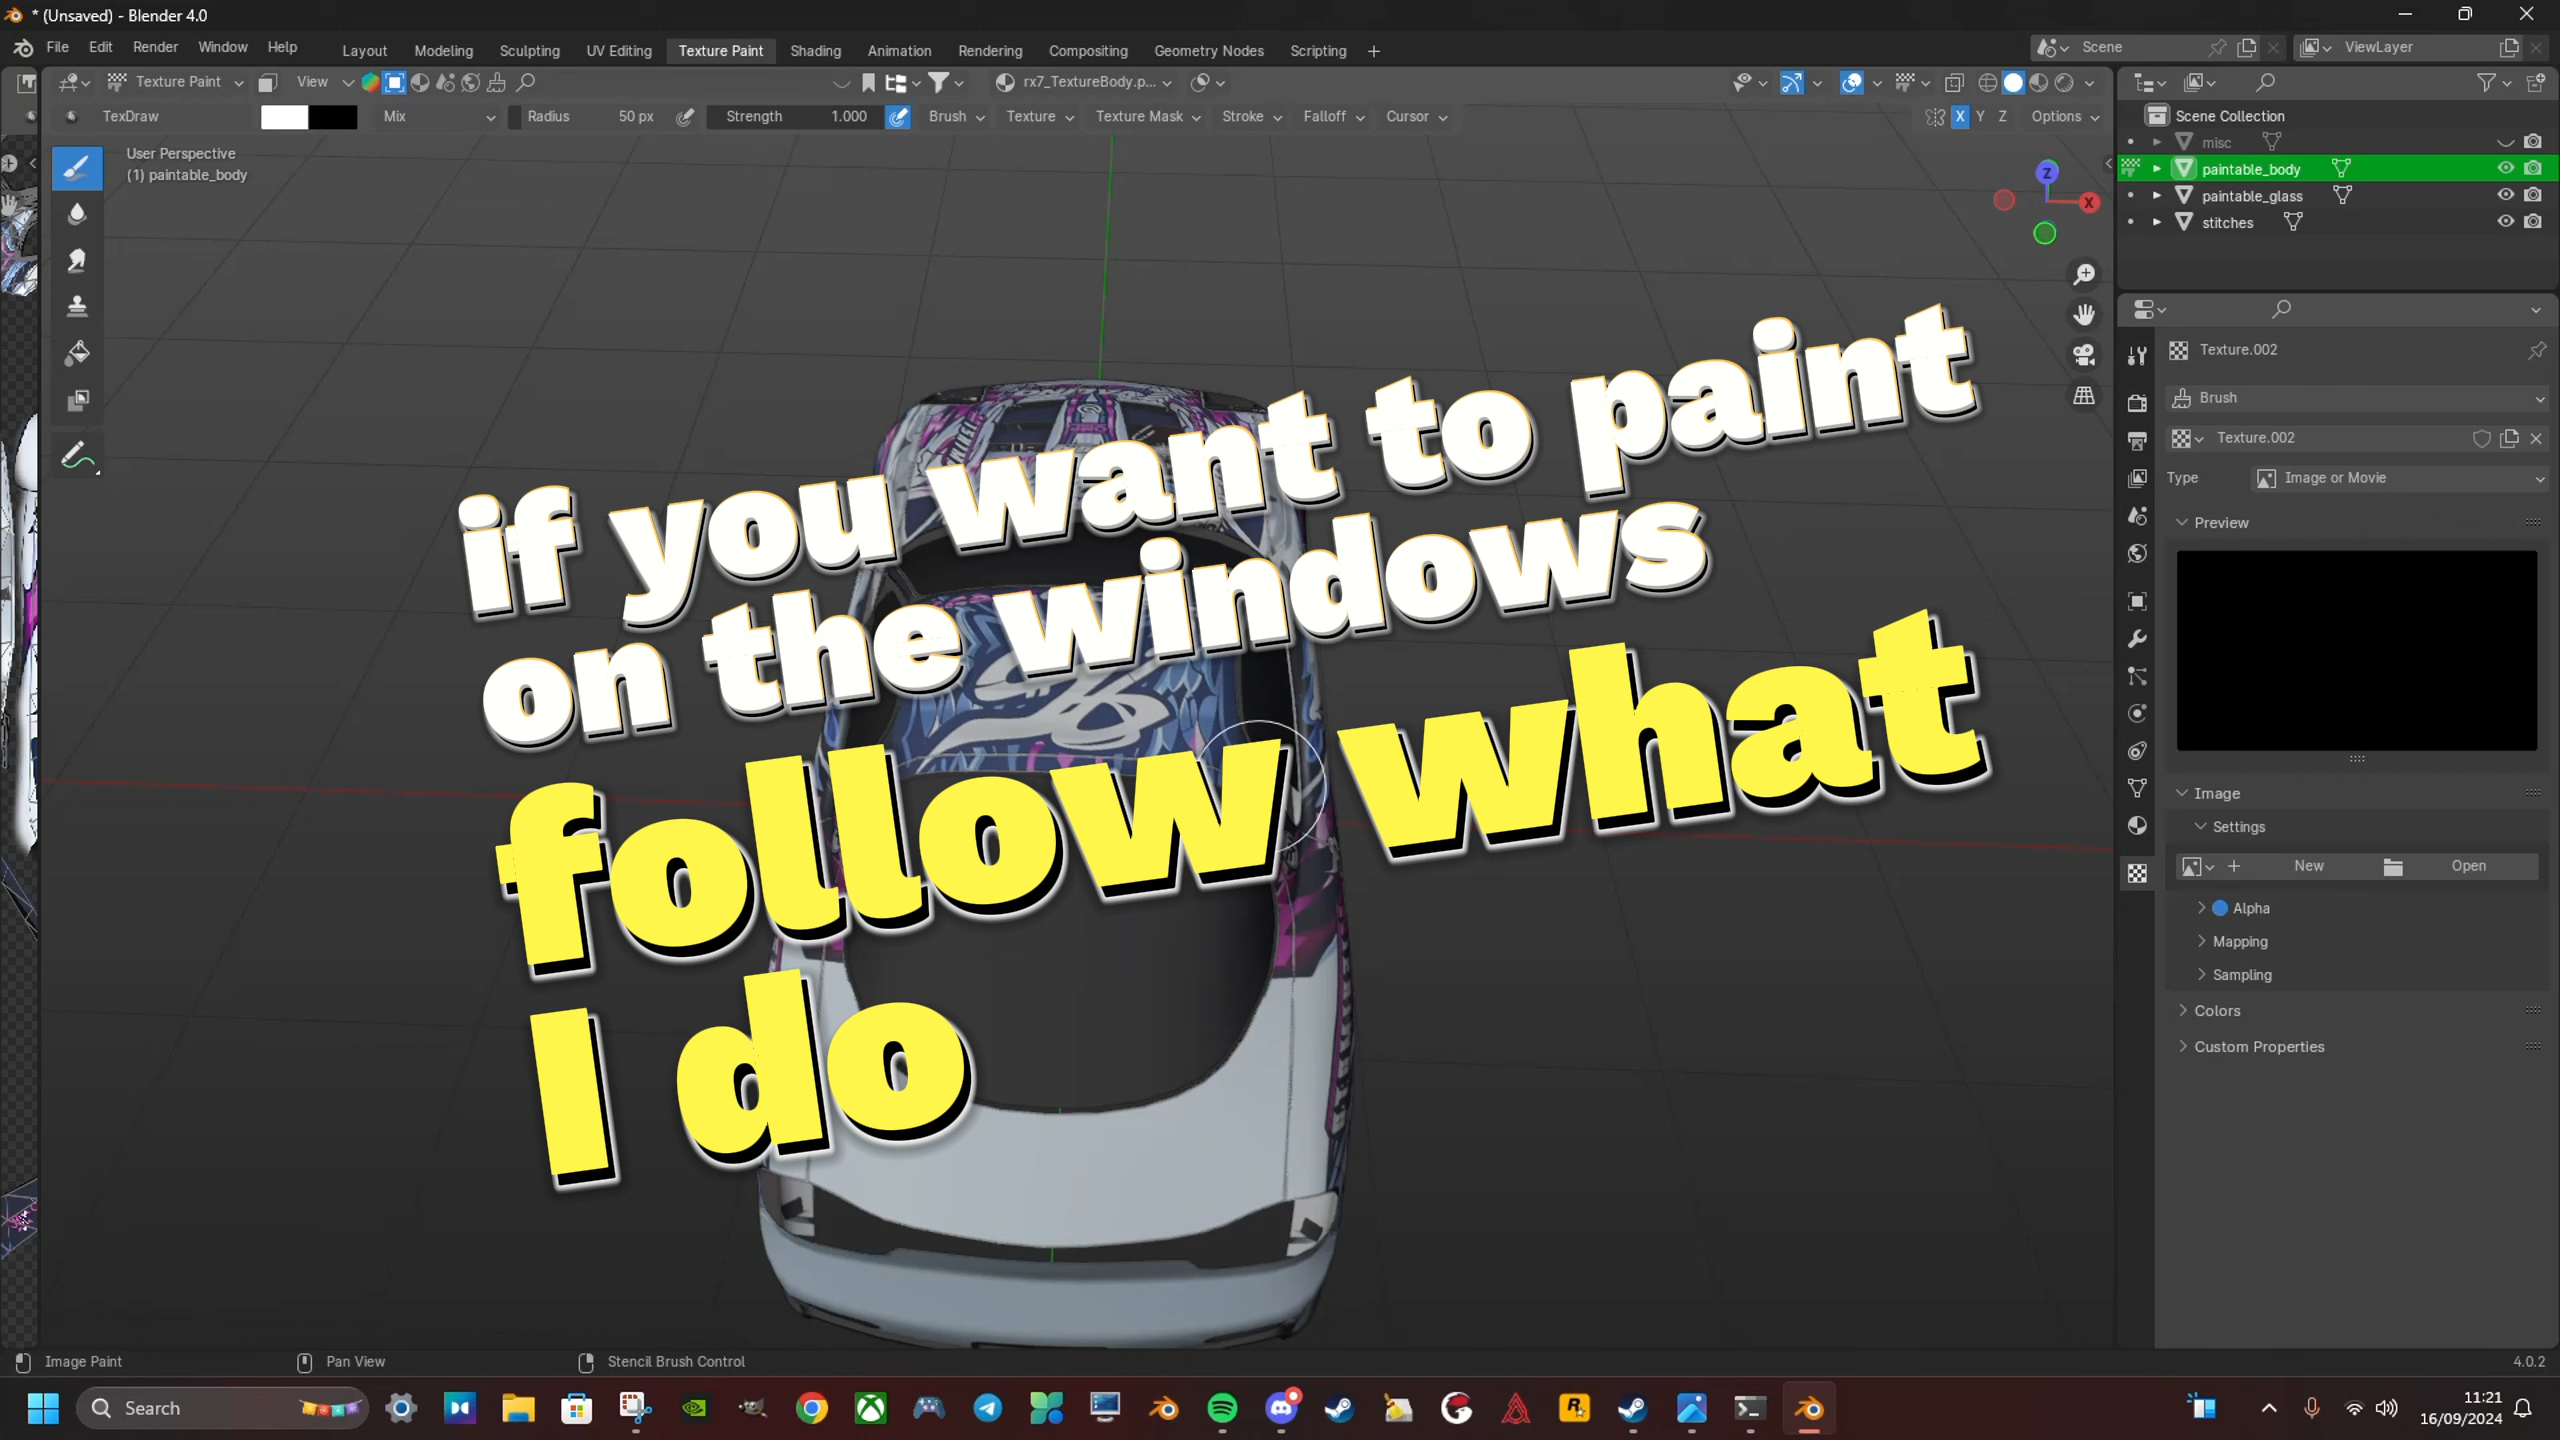 * (Unsaved) - Blender 4.0
File Edit Render Window Help Layout Modeling Sculpting UV Editing Texture Paint Shading Animation Rendering Compositing Geometry Nodes Scripting + Scene ViewLayer
Texture Paint View rx7_TextureBody.p...
TexDraw Mix Radius 50 px Strength 1.000 Brush Texture Texture Mask Stroke Falloff Cursor X Y Z Options
User Perspective
(1) paintable_body
Z
X
Scene Collection
misc
paintable_body
paintable_glass
stitches
Texture.002
Brush
Texture.002
Type Image or Movie
Preview
Image
Settings
New Open
Alpha
Mapping
Sampling
Colors
Custom Properties
if you want to paint
on the windows
follow what
I do
Image Paint Pan View Stencil Brush Control 4.0.2
Search
11:21
16/09/2024